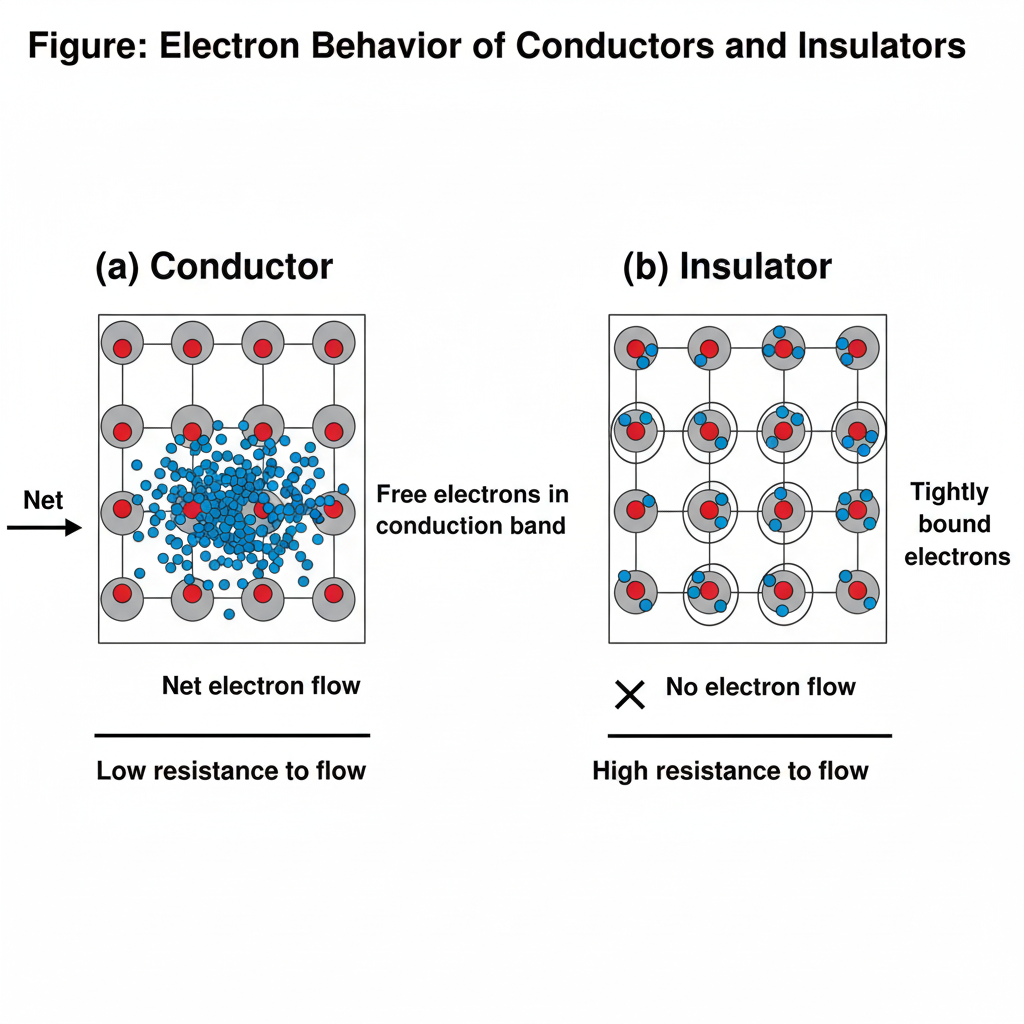 Figure: Electron Behavior of Conductors and Insulators
(a) Conductor
Net
Free electrons in
conduction band
Net electron flow
Low resistance to flow
(b) Insulator
Tightly
bound
electrons
No electron flow
High resistance to flow